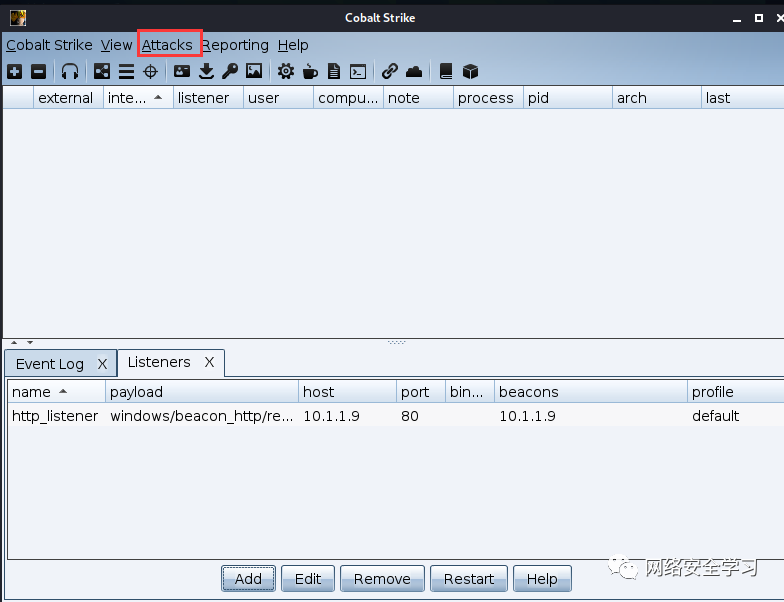 Cobalt Strike
Cobalt Strike View Attacks Reporting Help
external inte... listener user compu... note process pid arch last
Event Log X Listeners X
name payload host port bin... beacons profile
http_listener windows/beacon_http/re... 10.1.1.9 80 10.1.1.9 default
Add Edit Remove Restart Help
网络安全学习